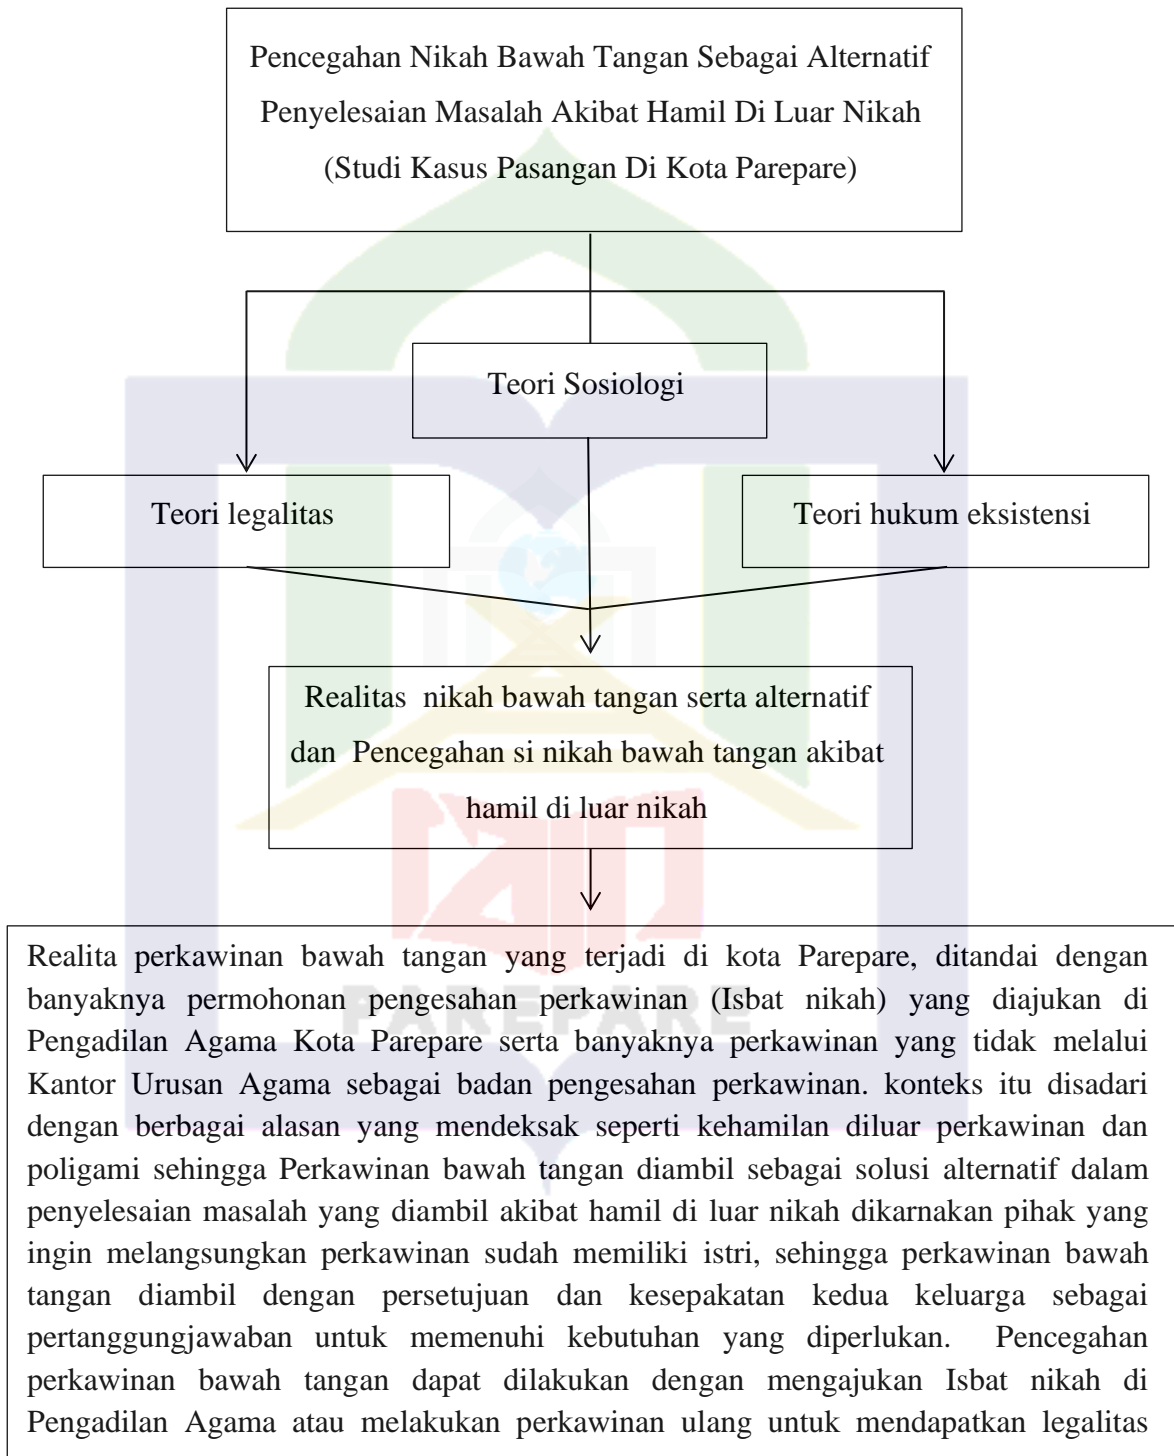 Pencegahan Nikah Bawah Tangan Sebagai Alternatif
Penyelesaian Masalah Akibat Hamil Di Luar Nikah
(Studi Kasus Pasangan Di Kota Parepare)
Teori Sosiologi
Teori legalitas
Teori hukum eksistensi
Realitas nikah bawah tangan serta alternatif
dan Pencegahan si nikah bawah tangan akibat
hamil di luar nikah
Realita perkawinan bawah tangan yang terjadi di kota Parepare, ditandai dengan
banyaknya permohonan pengesahan perkawinan (Isbat nikah) yang diajukan di
PAREPARE
Pengadilan Agama Kota Parepare serta banyaknya perkawinan yang tidak melalui
Kantor Urusan Agama sebagai badan pengesahan perkawinan. konteks itu disadari
dengan berbagai alasan yang mendeksak seperti kehamilan diluar perkawinan dan
poligami sehingga Perkawinan bawah tangan diambil sebagai solusi alternatif dalam
penyelesaian masalah yang diambil akibat hamil di luar nikah dikarnakan pihak yang
ingin melangsungkan perkawinan sudah memiliki istri, sehingga perkawinan bawah
tangan diambil dengan persetujuan dan kesepakatan kedua keluarga sebagai
pertanggungjawaban untuk memenuhi kebutuhan yang diperlukan. Pencegahan
perkawinan bawah tangan dapat dilakukan dengan mengajukan Isbat nikah di
Pengadilan Agama atau melakukan perkawinan ulang untuk mendapatkan legalitas